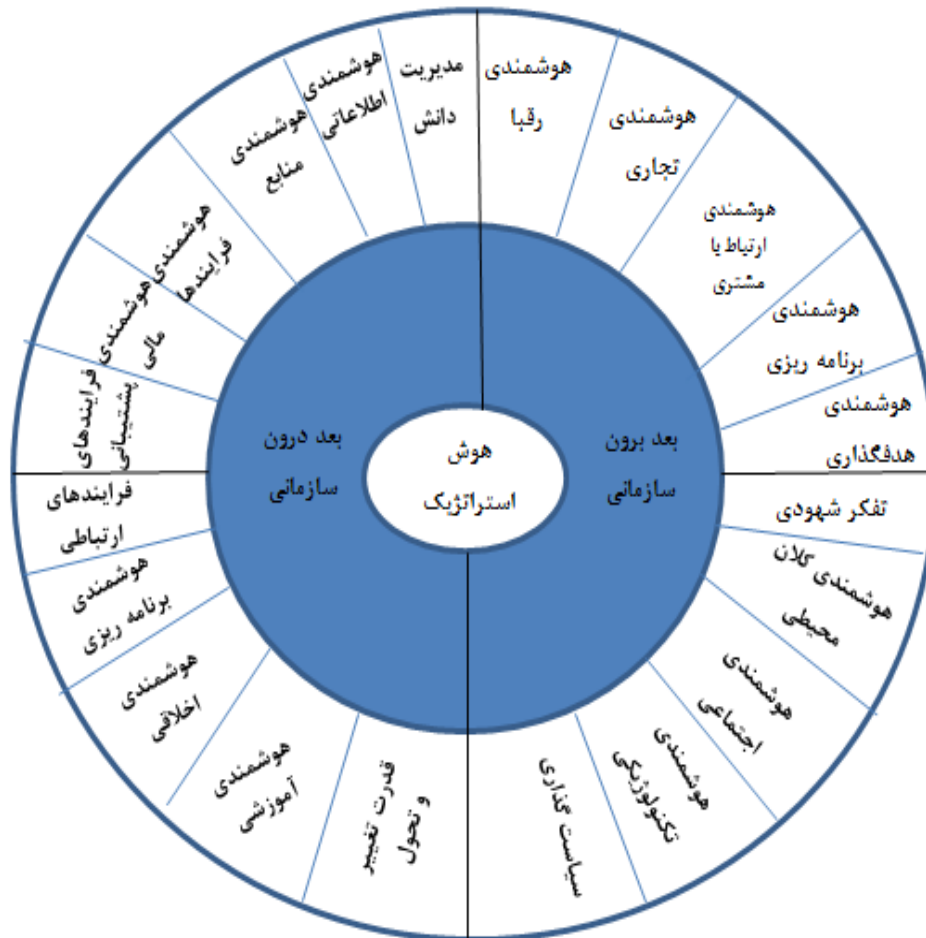 هوش
استراتژیک
بعد برون
سازمانی
بعد درون
سازمانی
هوشمندی
رقبا
هوشمندی
تجاری
هوشمندی
ارتباط با
مشتری
هوشمندی
برنامه ریزی
هوشمندی
هدفگذاری
تفکر شهودی
هوشمندی کلان
محیطی
هوشمندی
اجتماعی
هوشمندی
تکنولوژیکی
سیاست گذاری
قدرت تغییر
و تحول
هوشمندی
آموزشی
هوشمندی
اخلاقی
هوشمندی
برنامه ریزی
فرایندهای
ارتباطی
فرایندهای
پشتیبانی
هوشمندی
مالی
هوشمندی
فرایندها
هوشمندی
منابع
هوشمندی
اطلاعاتی
مدیریت
دانش